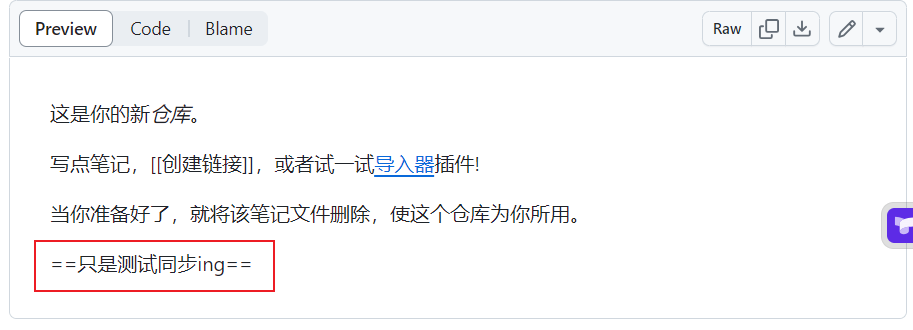 Preview Code Blame Raw
这是你的新仓库。
写点笔记，[[创建链接]]，或者试一试导入器插件!
当你准备好了，就将该笔记文件删除，使这个仓库为你所用。
==只是测试同步ing==